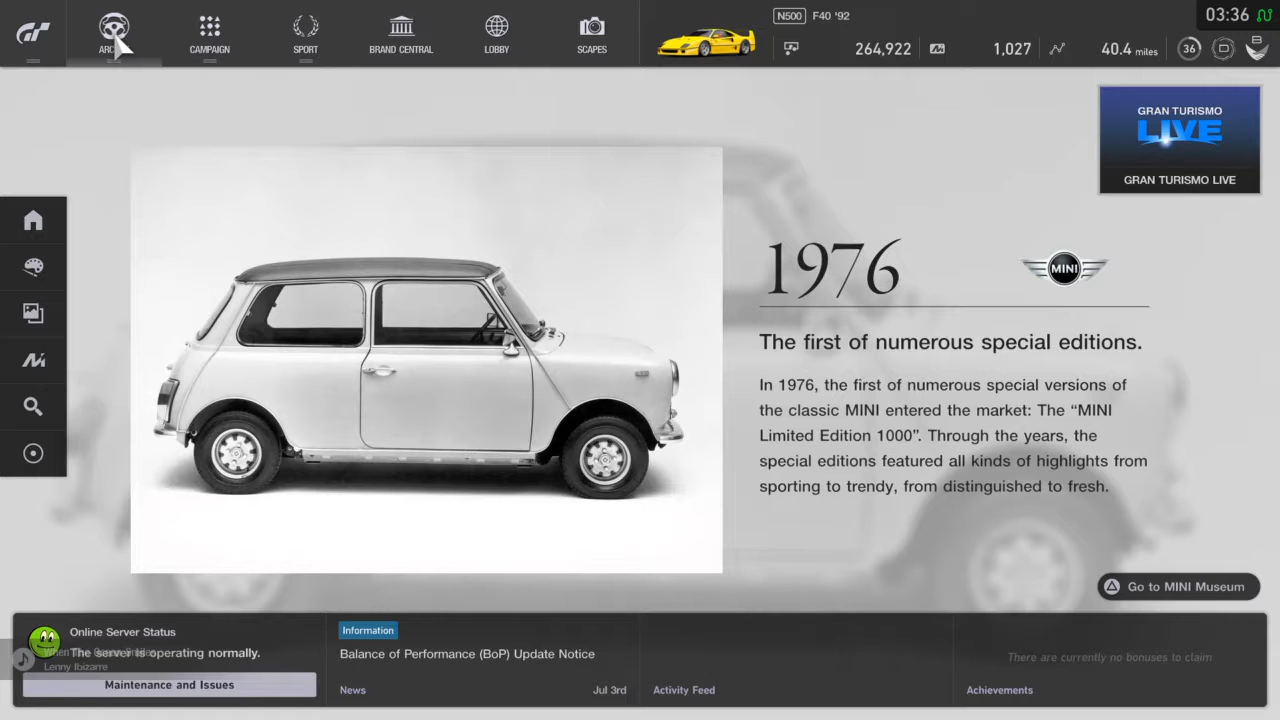 CAMPAIGN
SPORT
BRAND CENTRAL
LOBBY
SCAPES
N500 F40 '92
264,922
1,027
40.4 miles
36
03:36
GRAN TURISMO
LIVE
GRAN TURISMO LIVE
1976
MINI
The first of numerous special editions.
In 1976, the first of numerous special versions of
the classic MINI entered the market: The “MINI
Limited Edition 1000”. Through the years, the
special editions featured all kinds of highlights from
sporting to trendy, from distinguished to fresh.
Go to MINI Museum
Online Server Status
operating normally.
Lenny Ibizarre
Maintenance and Issues
Information
Balance of Performance (BoP) Update Notice
News
Jul 3rd
Activity Feed
There are currently no bonuses to claim
Achievements